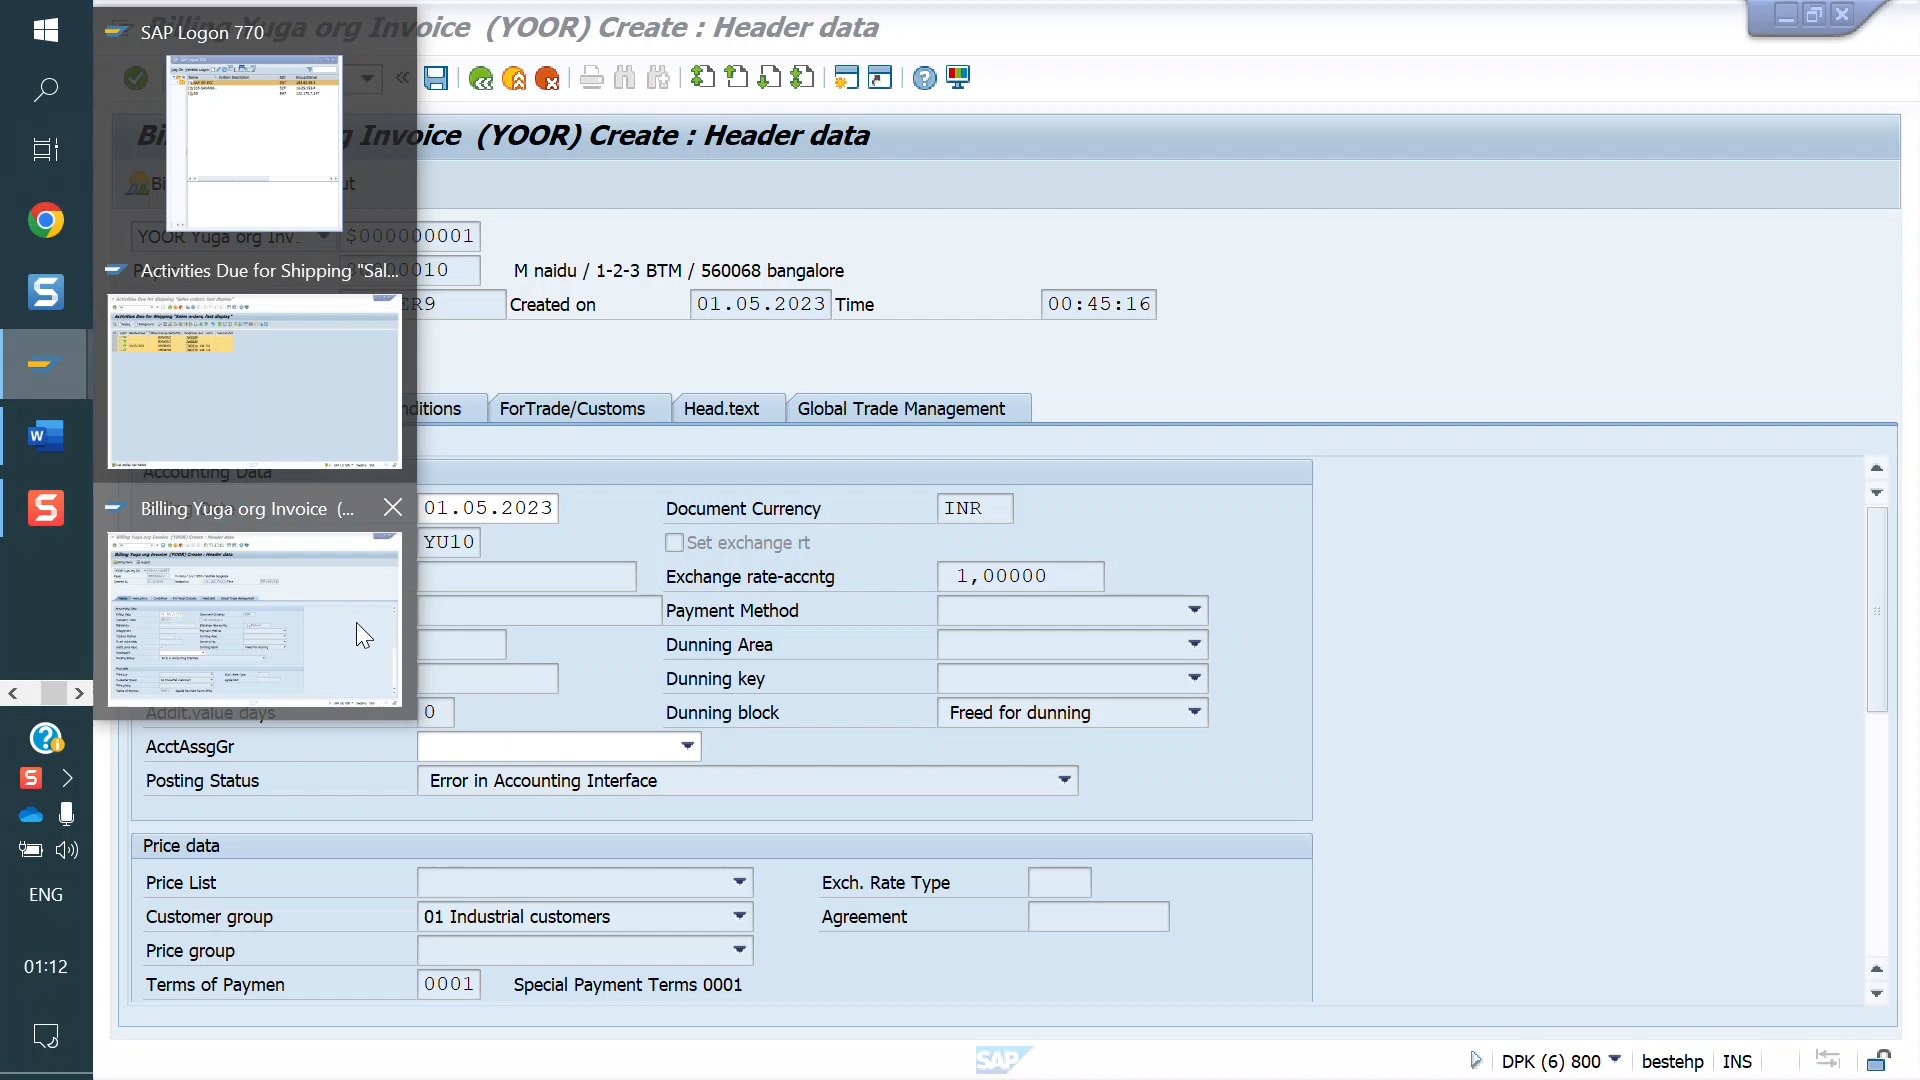 SAP Logon 770
Billing Yuga org Invoice (YOOR) Create : Header data
Invoice (YOOR) Create : Header data
YOOR Yuga org Inv..
$000000001
M naidu / 1-2-3 BTM / 560068 bangalore
Activities Due for Shipping "Sal...
Created on
01.05.2023
Time
00:45:16
ForTrade/Customs
Head.text
Global Trade Management
Accounting Data
Billing Yuga org Invoice (...
01.05.2023
Document Currency
INR
YU10
Set exchange rt
Exchange rate-accntg
1,00000
Payment Method
Dunning Area
Dunning key
Addit.value days
0
Dunning block
Freed for dunning
AcctAssgGr
Posting Status
Error in Accounting Interface
Price data
Price List
Exch. Rate Type
Customer group
01 Industrial customers
Agreement
Price group
Terms of Paymen
0001
Special Payment Terms 0001
ENG
01:12
SAP
DPK (6) 800
bestehp
INS